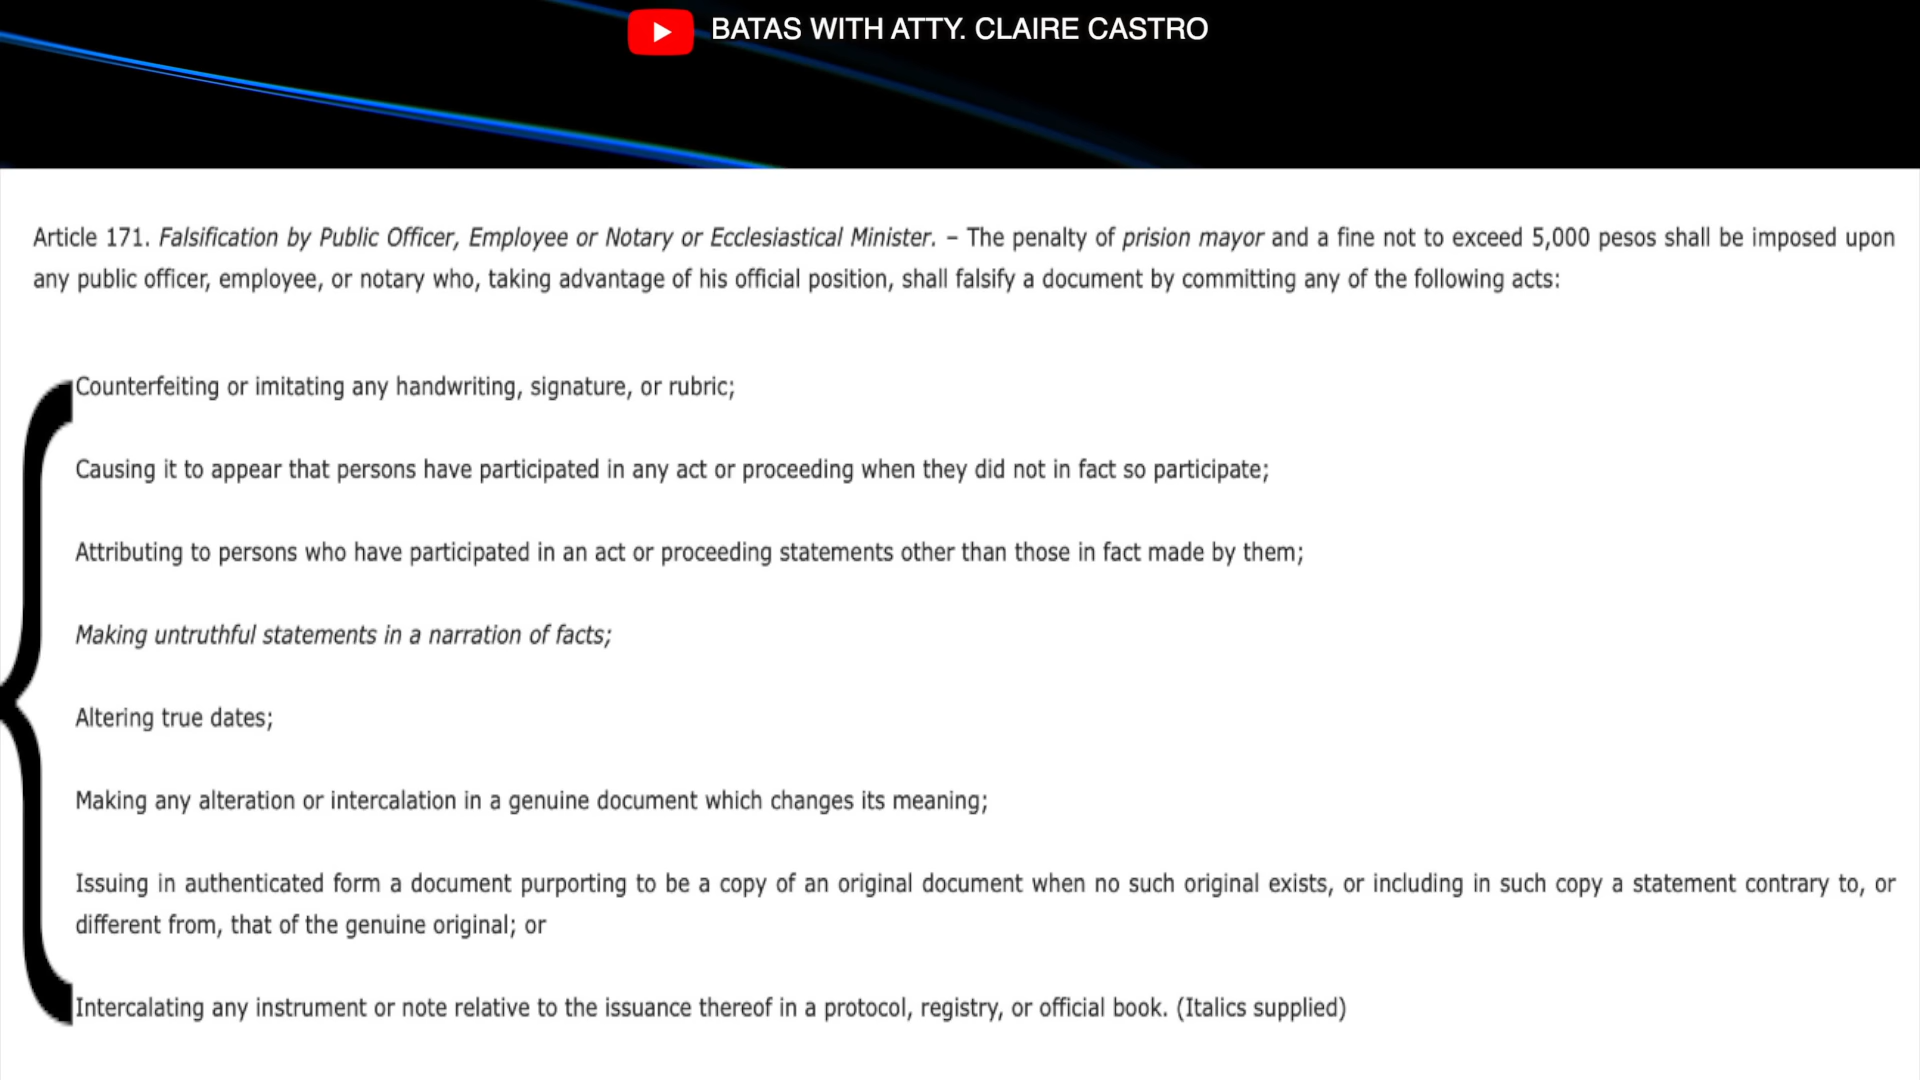 BATAS WITH ATTY. CLAIRE CASTRO
Article 171. Falsification by Public Officer, Employee or Notary or Ecclesiastical Minister. – The penalty of prision mayor and a fine not to exceed 5,000 pesos shall be imposed upon
any public officer, employee, or notary who, taking advantage of his official position, shall falsify a document by committing any of the following acts:
Counterfeiting or imitating any handwriting, signature, or rubric;
Causing it to appear that persons have participated in any act or proceeding when they did not in fact so participate;
Attributing to persons who have participated in an act or proceeding statements other than those in fact made by them;
Making untruthful statements in a narration of facts;
Altering true dates;
Making any alteration or intercalation in a genuine document which changes its meaning;
Issuing in authenticated form a document purporting to be a copy of an original document when no such original exists, or including in such copy a statement contrary to, or
different from, that of the genuine original; or
Intercalating any instrument or note relative to the issuance thereof in a protocol, registry, or official book. (Italics supplied)